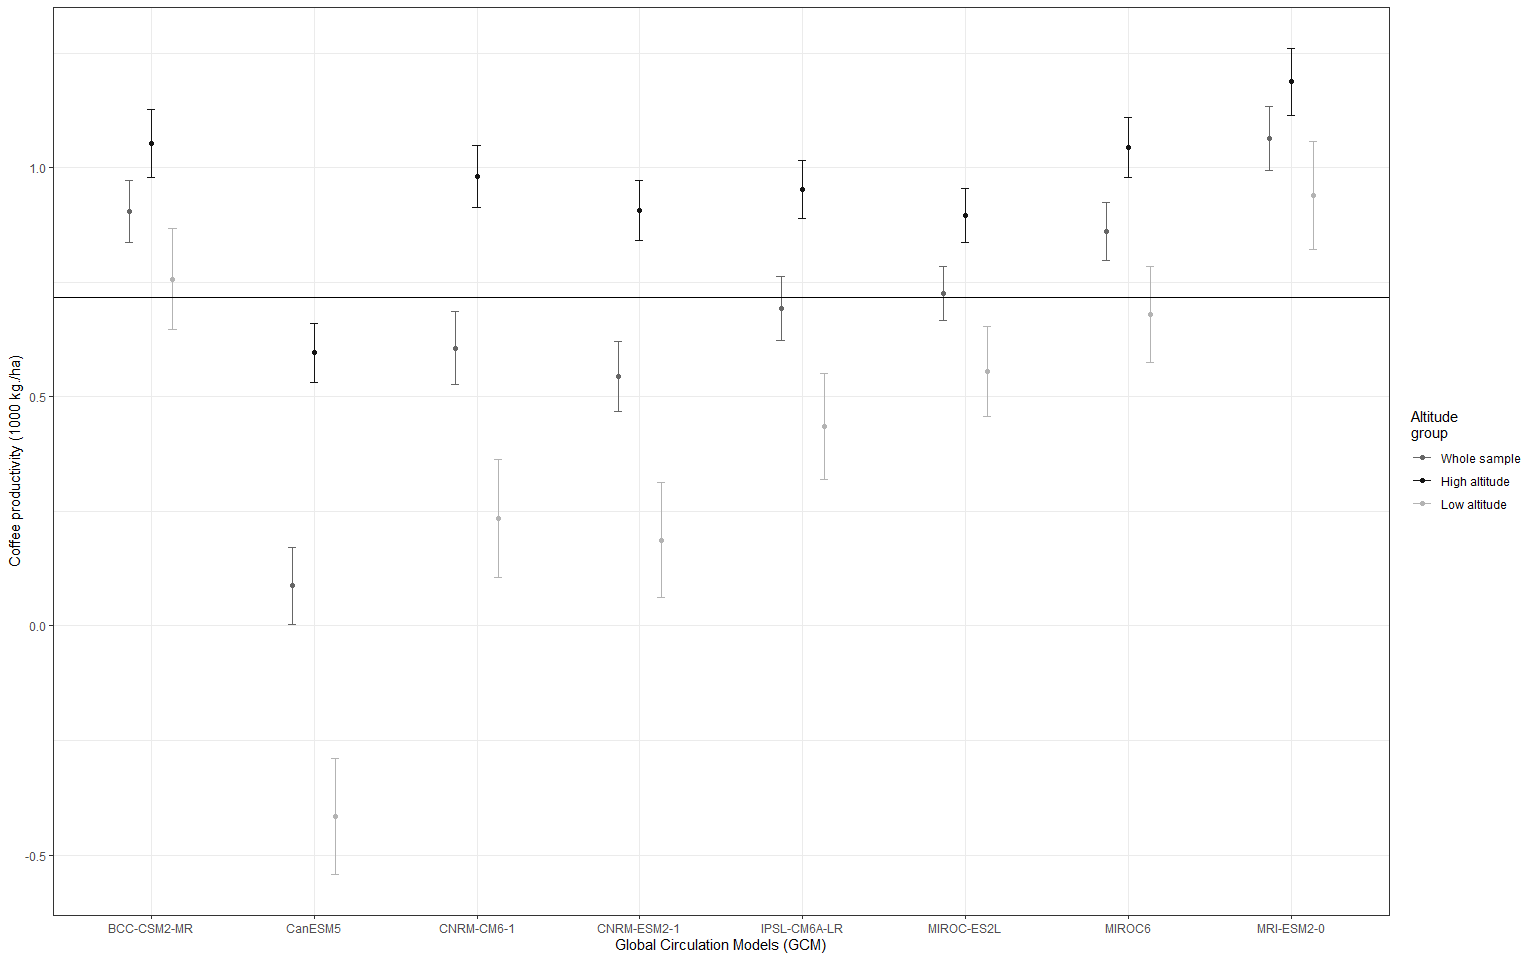 Coffee productivity (1000 kg./ha)
1.0
0.5
0.0
-0.5
BCC-CSM2-MR
CanESM5
CNRM-CM6-1
CNRM-ESM2-1
IPSL-CM6A-LR
MIROC-ES2L
MIROC6
MRI-ESM2-0
Global Circulation Models (GCM)
Altitude
group
Whole sample
High altitude
Low altitude